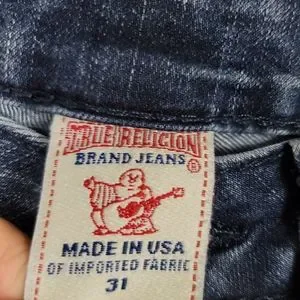 TRUE RELIGION
BRAND JEANS ®
MADE IN USA
OF IMPORTED FABRIC
31